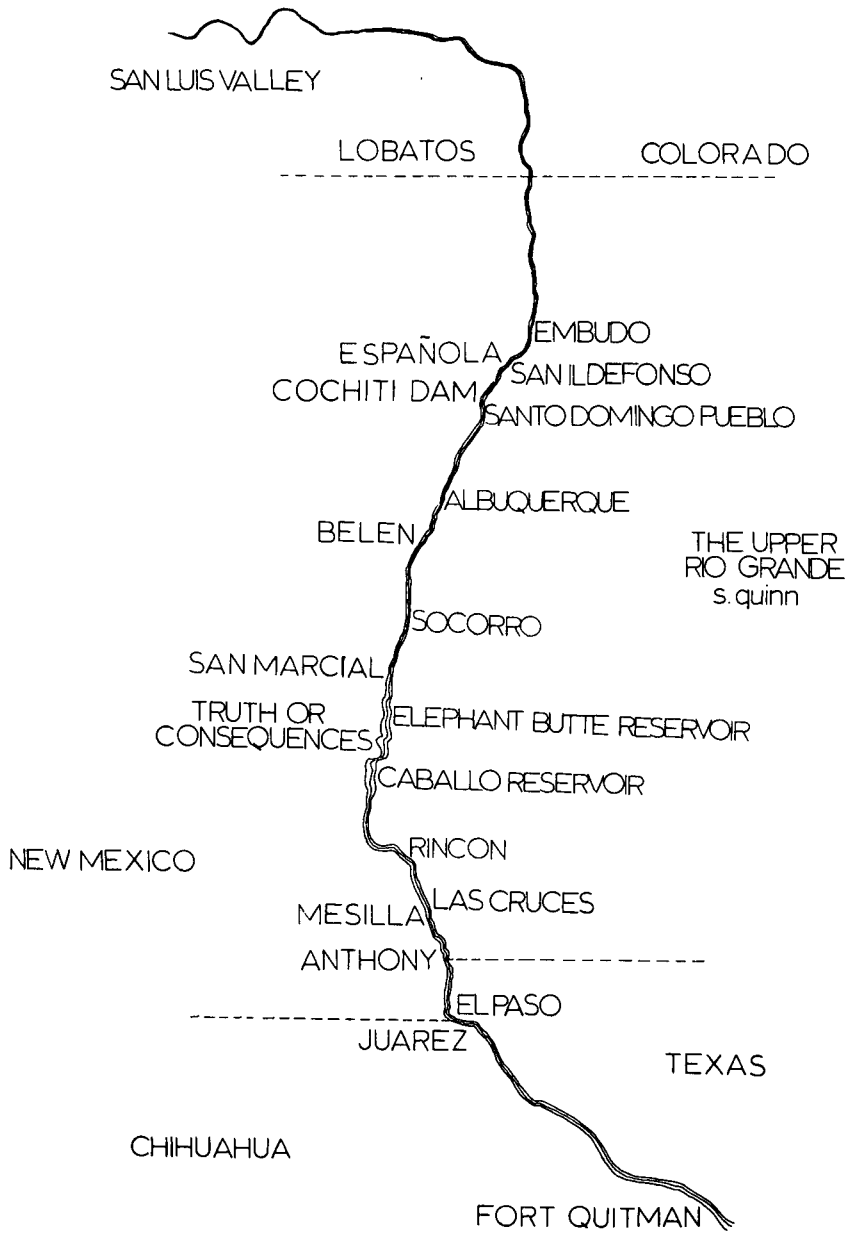 SAN LUIS VALLEY
LOBATOS
COLORADO
EMBUDO
ESPAÑOLA
SAN ILDEFONSO
COCHITI DAM
SANTO DOMINGO PUEBLO
ALBUQUERQUE
BELEN
THE UPPER
RIO GRANDE
s. quinn
SOCORRO
SAN MARCIAL
TRUTH OR
CONSEQUENCES
ELEPHANT BUTTE RESERVOIR
CABALLO RESERVOIR
RINCON
NEW MEXICO
LAS CRUCES
MESILLA
ANTHONY
EL PASO
JUAREZ
TEXAS
CHIHUAHUA
FORT QUITMAN